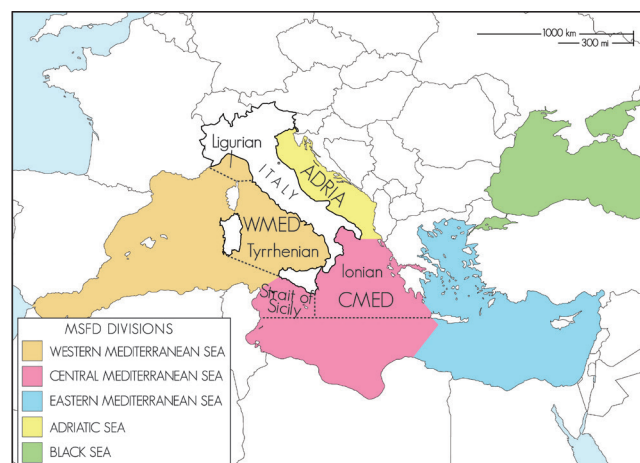 1000 km
300 mi
Ligurian
ITALY
ADRIA
WMED
Tyrrhenian
Ionian
CMED
Strait of
Sicily
MSFD DIVISIONS
WESTERN MEDITERRANEAN SEA
CENTRAL MEDITERRANEAN SEA
EASTERN MEDITERRANEAN SEA
ADRIATIC SEA
BLACK SEA